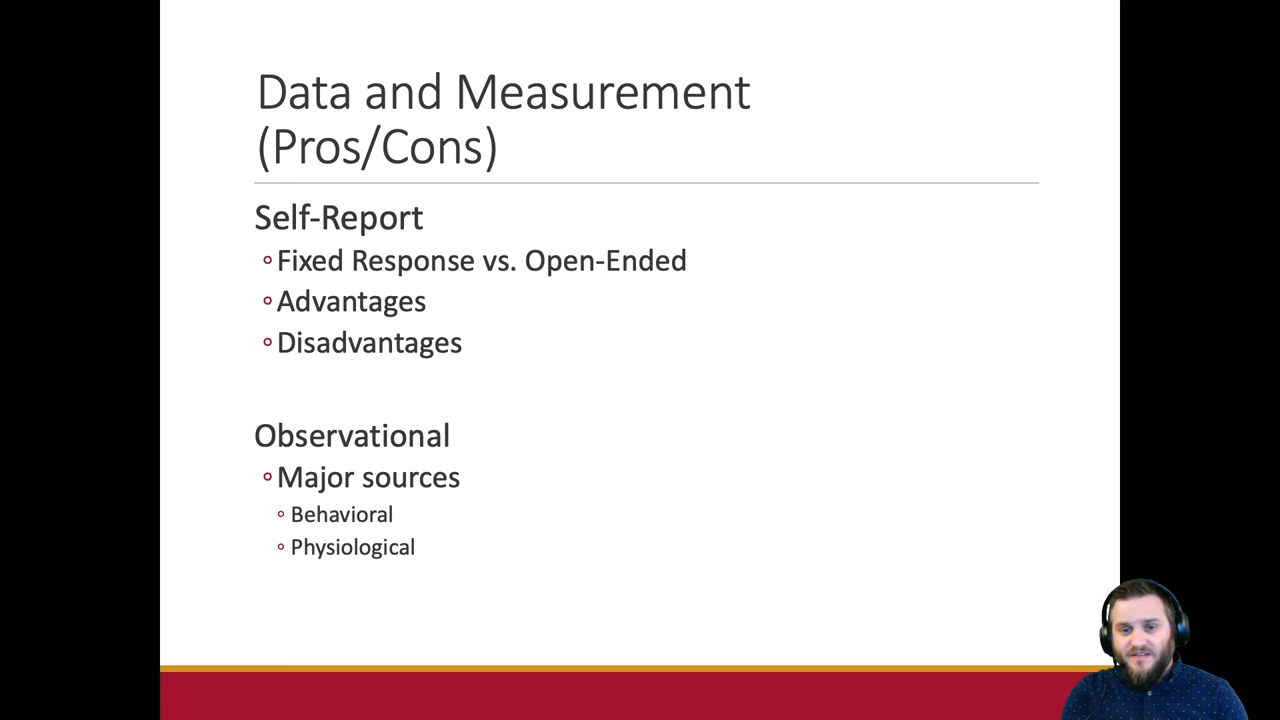 Data and Measurement
(Pros/Cons)
Self-Report
Fixed Response vs. Open-Ended
Advantages
Disadvantages
Observational
Major sources
Behavioral
Physiological